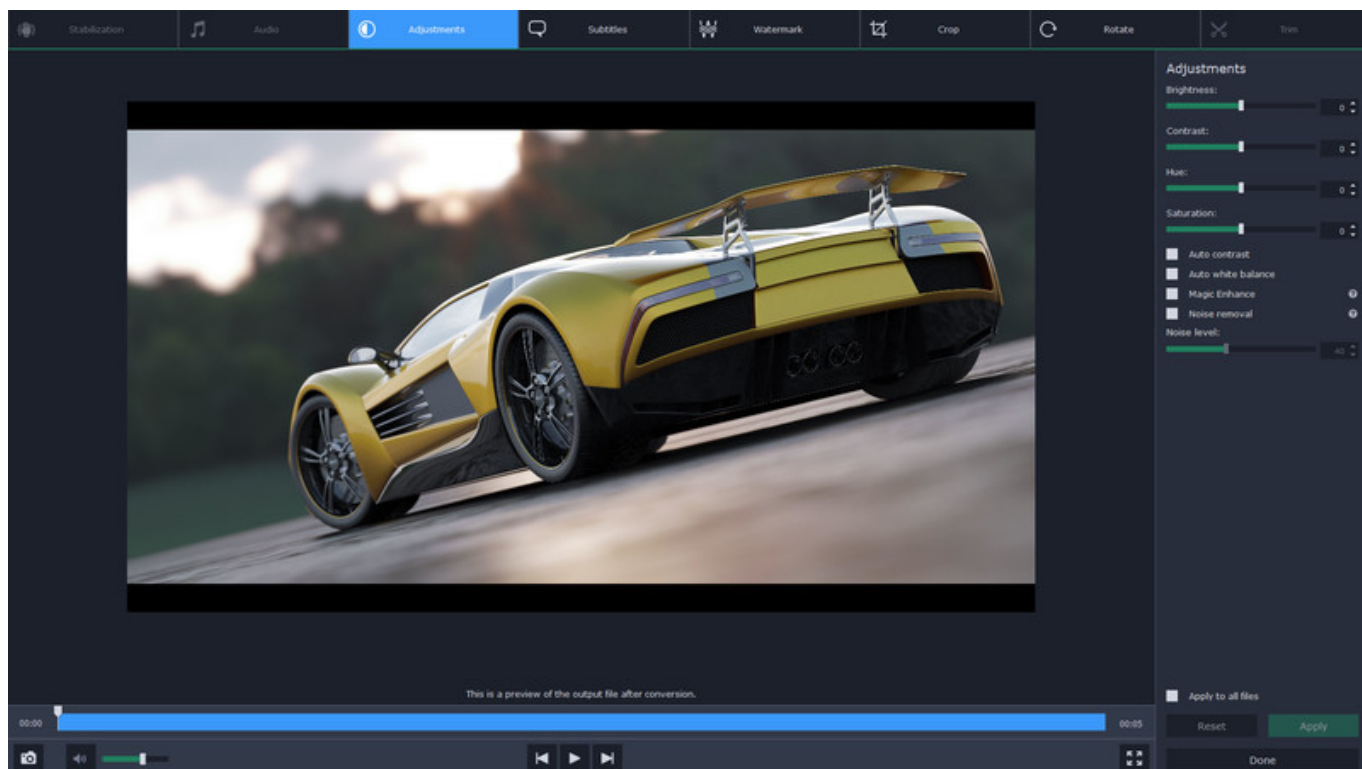 Stabilization
Audio
Adjustments
Subtitles
Watermark
Crop
Rotate
Trim
Adjustments
Brightness:
0
Contrast:
0
Hue:
0
Saturation:
0
Auto contrast
Auto white balance
Magic Enhance
Noise removal
Noise level:
40
This is a preview of the output file after conversion.
Apply to all files
00:00
00:05
Reset
Apply
Done